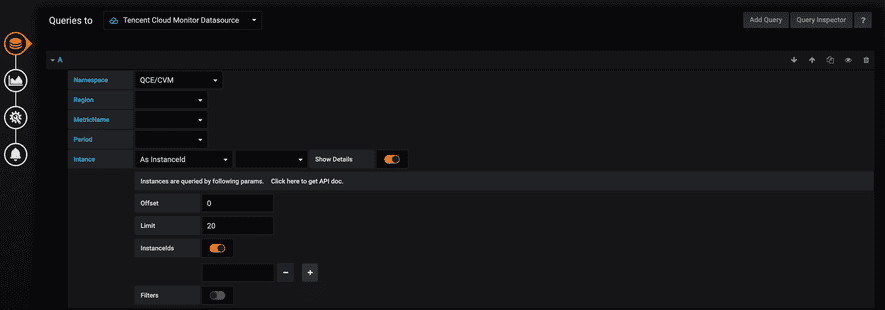 Queries to Tencent Cloud Monitor Datasource Add Query Query Inspector ?
A
Namespace QCE/CVM
Region
MetricName
Period
Intance As InstanceId Show Details
Instances are queried by following params. Click here to get API doc.
Offset 0
Limit 20
InstanceIds
− +
Filters